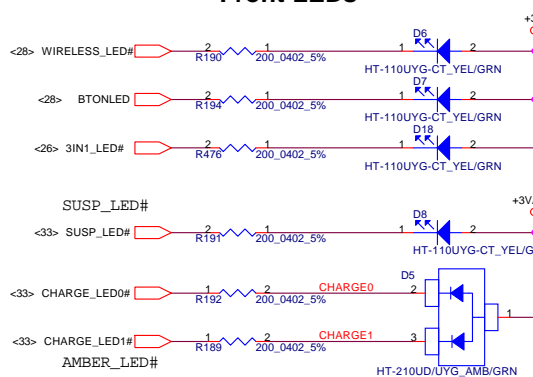 Front LEDs
+3
D6
<28> WIRELESS_LED# 2 1 1 2
R190 200_0402_5%
HT-110UYG-CT_YEL/GRN
D7
<28> BTONLED 2 1 1 2
R194 200_0402_5%
HT-110UYG-CT_YEL/GRN
D18
<26> 3IN1_LED# 2 1 1 2
R476 200_0402_5%
HT-110UYG-CT_YEL/GRN
SUSP_LED#
+3VA
D8
<33> SUSP_LED# 2 1 1 2
R191 200_0402_5%
HT-110UYG-CT_YEL/G
D5
<33> CHARGE_LED0# 1 2 CHARGE0 2
R192 200_0402_5%
1
<33> CHARGE_LED1# 1 2 CHARGE1 3
R189 200_0402_5%
AMBER_LED#
HT-210UD/UYG_AMB/GRN